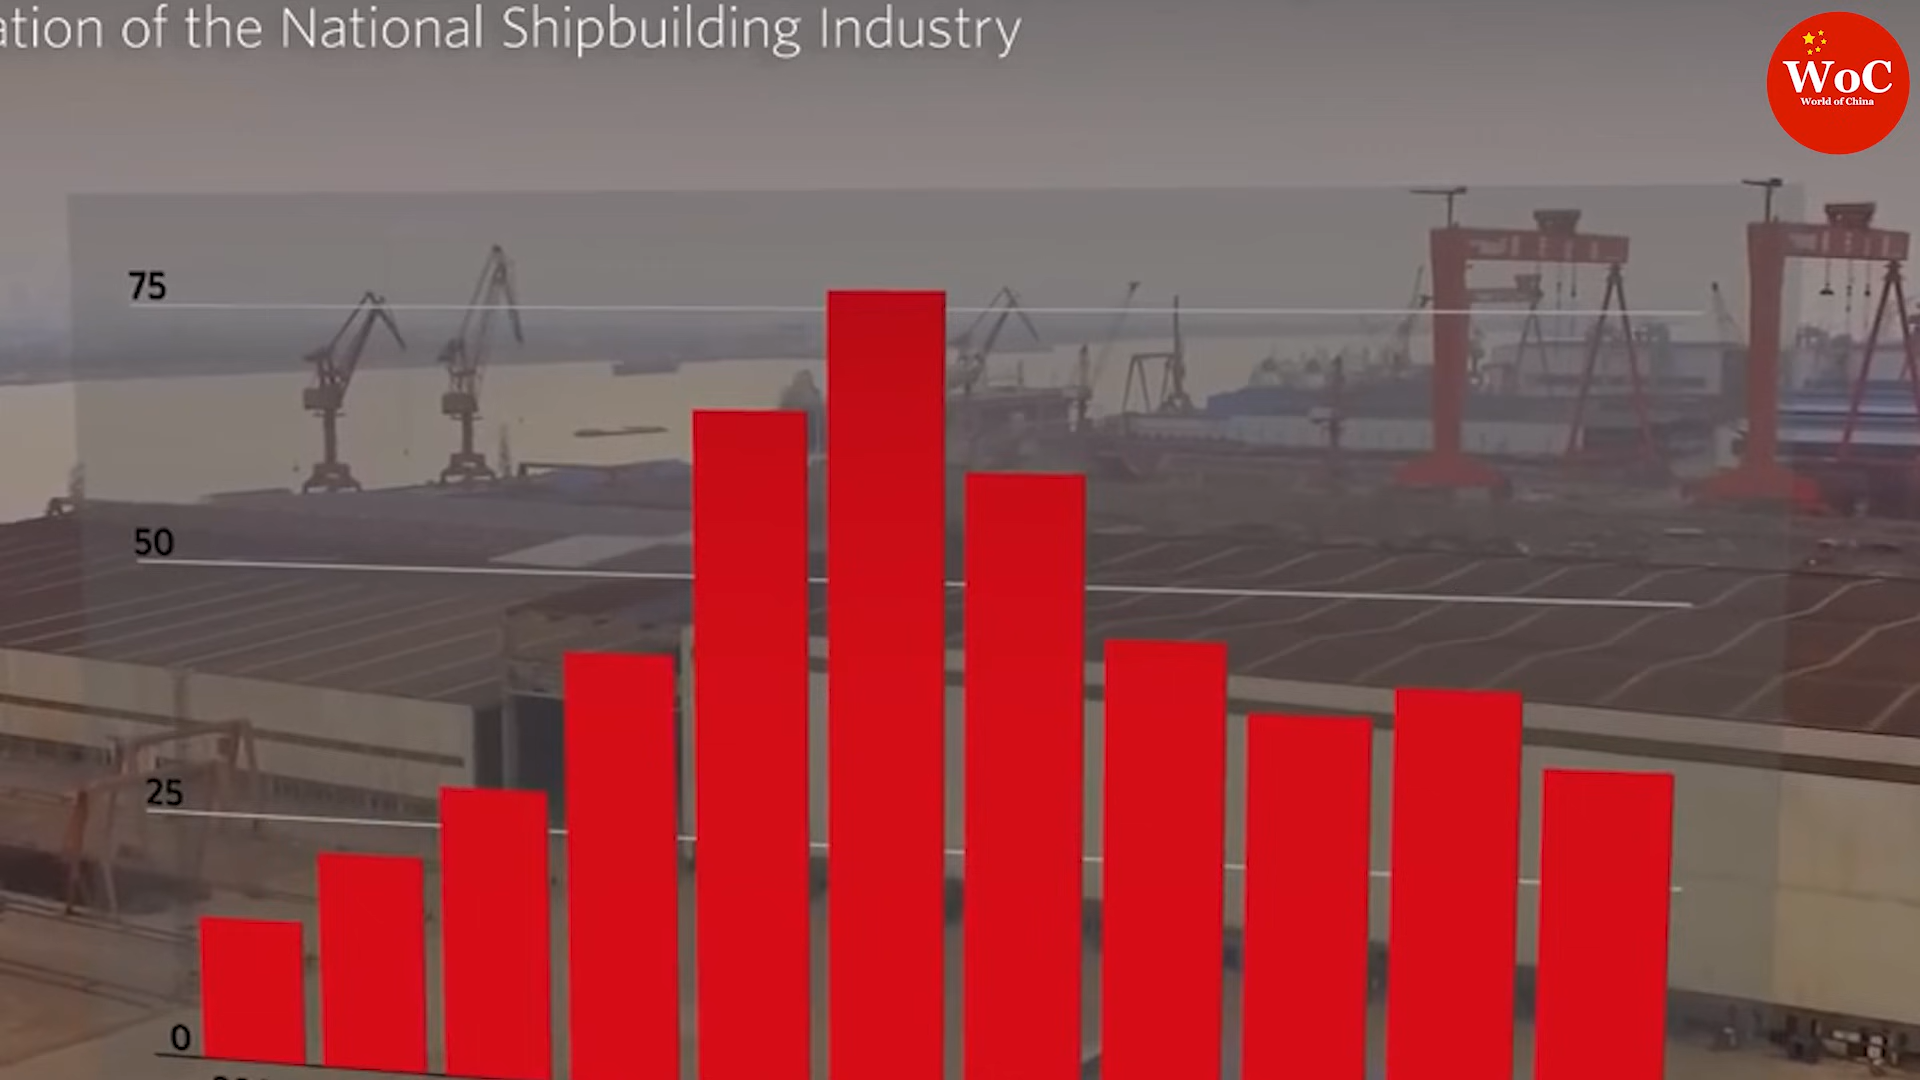 ation of the National Shipbuilding Industry
WoC
World of China
75
50
25
0